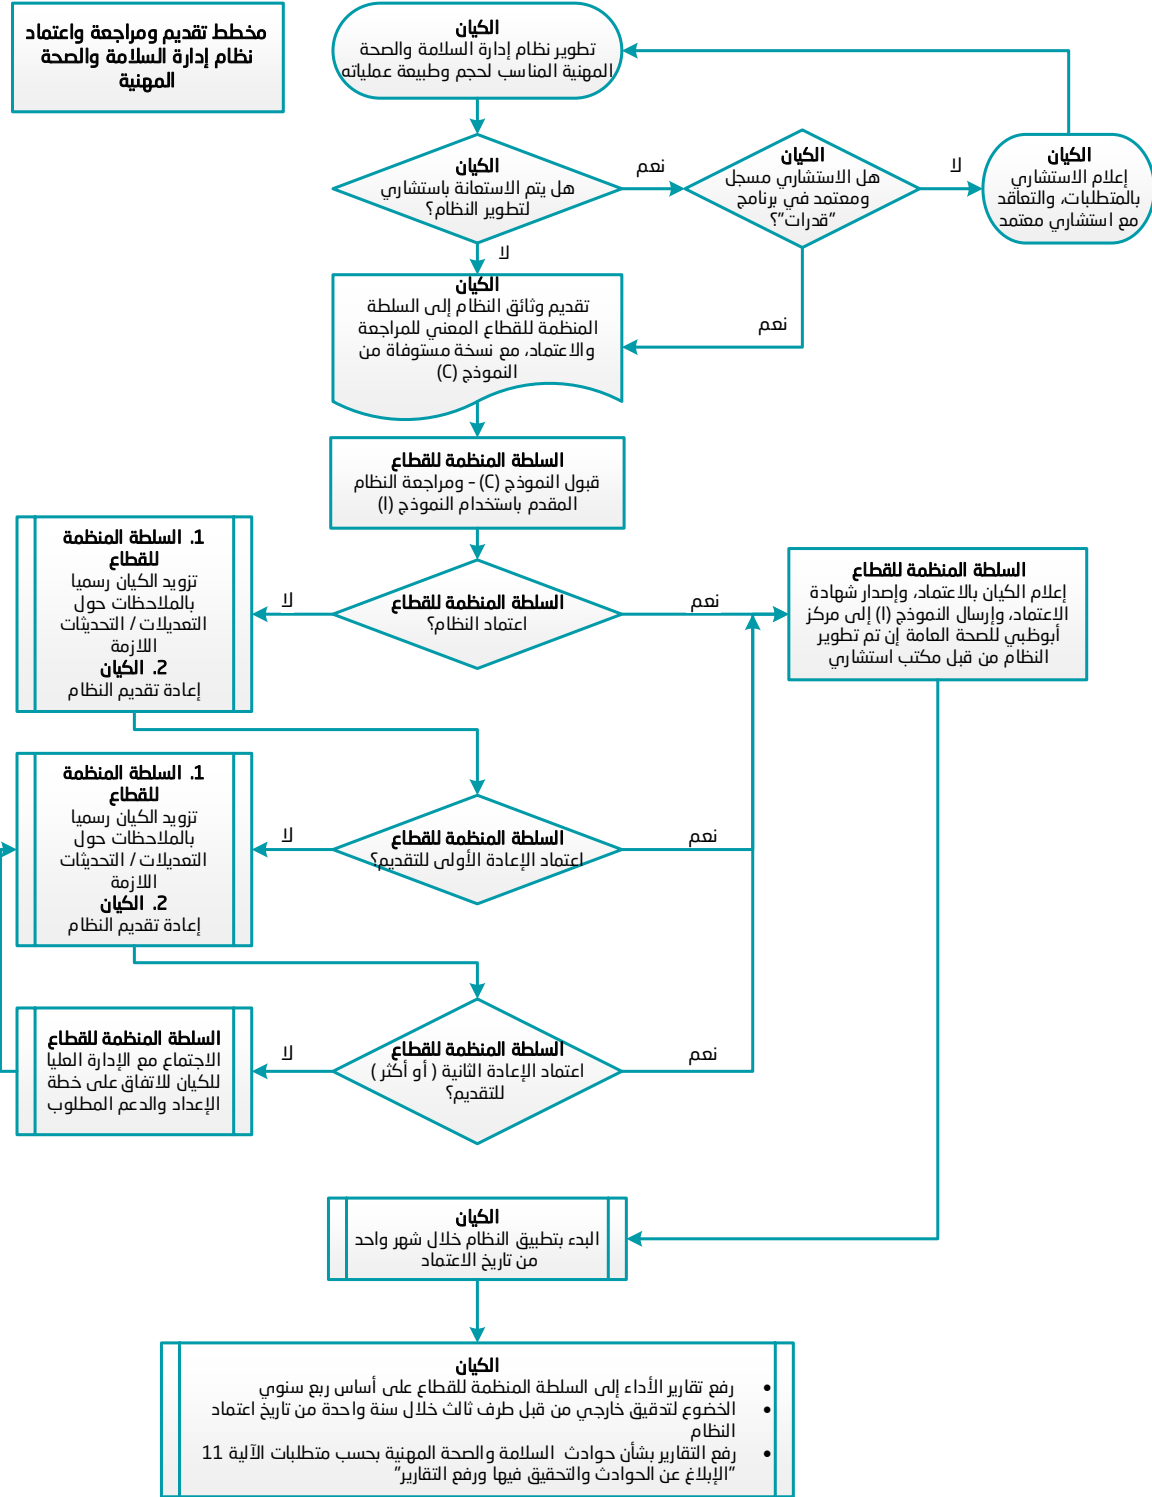 مخطط تقديم ومراجعة واعتماد
نظام إدارة السلامة والصحة
المهنية
الكيان
تطوير نظام إدارة السلامة والصحة
المهنية المناسب لحجم وطبيعة عملياته
الكيان
هل يتم الاستعانة باستشاري
لتطوير النظام؟
نعم
الكيان
هل الاستشاري مسجل
ومعتمد في برنامج
"قدرات"؟
لا
الكيان
إعلام الاستشاري
بالمتطلبات، والتعاقد
مع استشاري معتمد
لا
نعم
الكيان
تقديم وثائق النظام إلى السلطة
المنظمة للقطاع المعني للمراجعة
والاعتماد، مع نسخة مستوفاة من
النموذج (C)
السلطة المنظمة للقطاع
قبول النموذج (C) - ومراجعة النظام
المقدم باستخدام النموذج (I)
السلطة المنظمة للقطاع
اعتماد النظام؟
نعم
لا
السلطة المنظمة للقطاع
إعلام الكيان بالاعتماد، وإصدار شهادة
الاعتماد، وإرسال النموذج (I) إلى مركز
أبوظبي للصحة العامة إن تم تطوير
النظام من قبل مكتب استشاري
1. السلطة المنظمة
للقطاع
تزويد الكيان رسميا
بالملاحظات حول
التعديلات / التحديثات
اللازمة
2. الكيان
إعادة تقديم النظام
السلطة المنظمة للقطاع
اعتماد الإعادة الأولى للتقديم؟
نعم
لا
1. السلطة المنظمة
للقطاع
تزويد الكيان رسميا
بالملاحظات حول
التعديلات / التحديثات
اللازمة
2. الكيان
إعادة تقديم النظام
السلطة المنظمة للقطاع
اعتماد الإعادة الثانية ( أو أكثر )
للتقديم؟
نعم
لا
السلطة المنظمة للقطاع
الاجتماع مع الإدارة العليا
للكيان للاتفاق على خطة
الإعداد والدعم المطلوب
الكيان
البدء بتطبيق النظام خلال شهر واحد
من تاريخ الاعتماد
الكيان
• رفع تقارير الأداء إلى السلطة المنظمة للقطاع على أساس ربع سنوي
• الخضوع لتدقيق خارجي من قبل طرف ثالث خلال سنة واحدة من تاريخ اعتماد
النظام
• رفع التقارير بشأن حوادث السلامة والصحة المهنية بحسب متطلبات الآلية 11
"الإبلاغ عن الحوادث والتحقيق فيها ورفع التقارير"